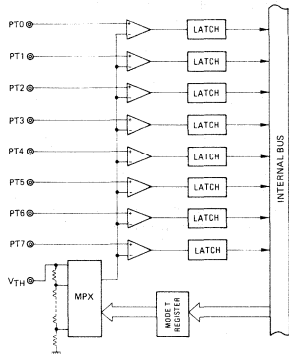 PT0
LATCH
PT1
LATCH
PT2
LATCH
PT3
LATCH
PT4
LATCH
PT5
LATCH
PT6
LATCH
PT7
LATCH
INTERNAL BUS
VTH
MPX
MODE T
REGISTER